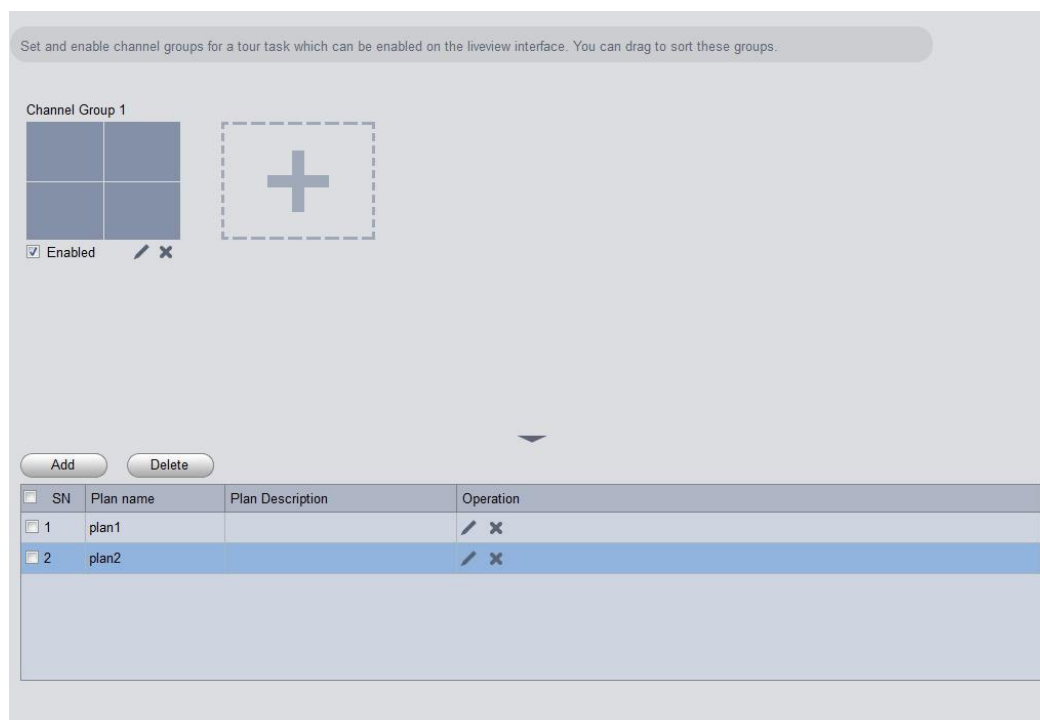 Set and enable channel groups for a tour task which can be enabled on the liveview interface. You can drag to sort these groups.
Channel Group 1
Enabled
Add Delete
SN Plan name Plan Description Operation
1 plan1
2 plan2